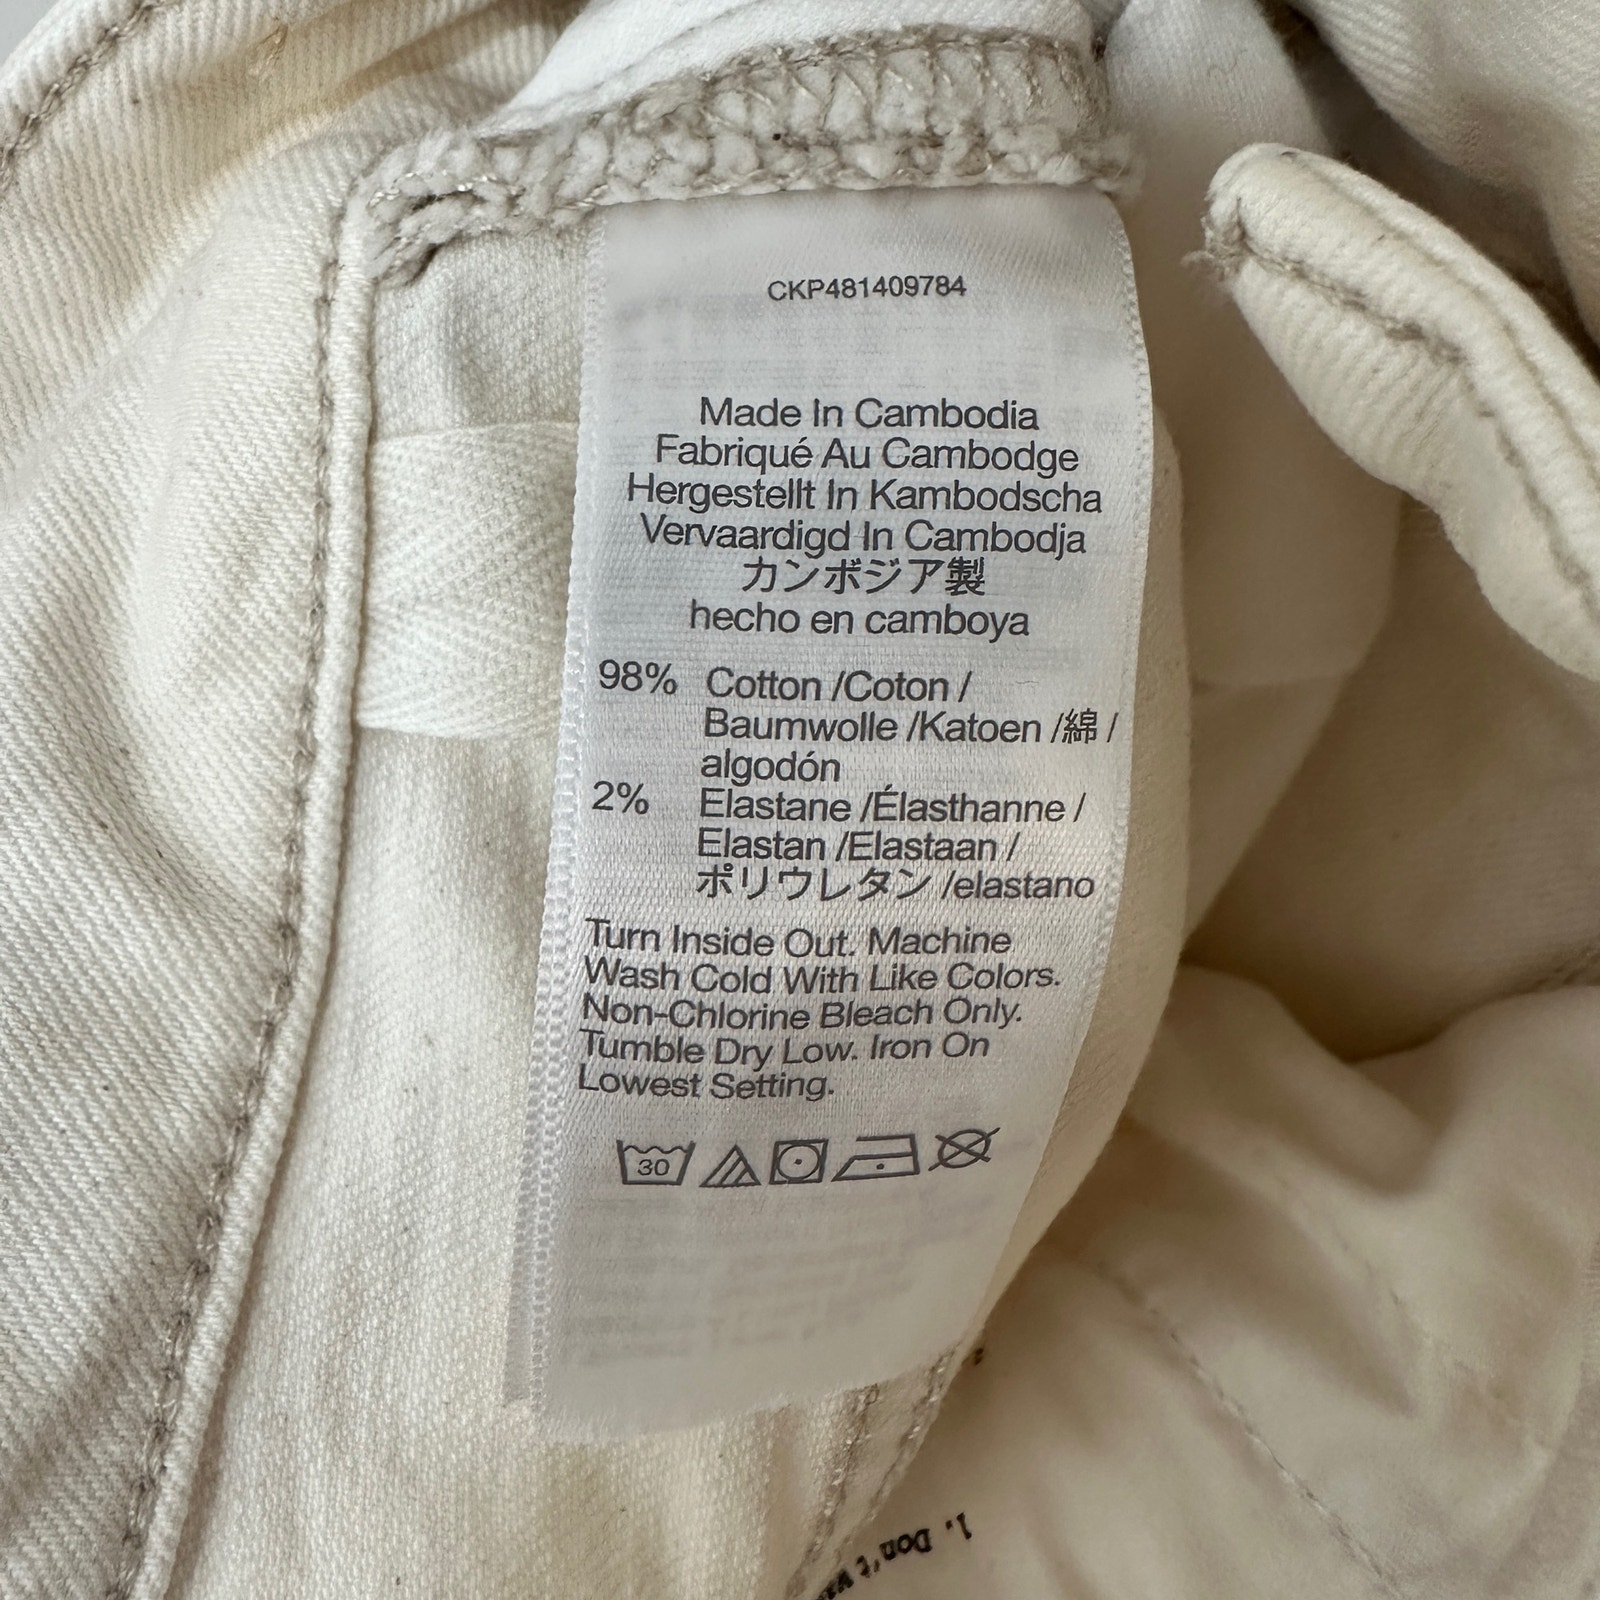 CKP481409784
Made In Cambodia
Fabriqué Au Cambodge
Hergestellt In Kambodscha
Vervaardigd In Cambodja
カンボジア製
hecho en camboya
98% Cotton /Coton /
Baumwolle /Katoen /綿 /
algodón
2% Elastane /Élasthanne /
Elastan /Elastaan /
ポリウレタン /elastano
Turn Inside Out. Machine
Wash Cold With Like Colors.
Non-Chlorine Bleach Only.
Tumble Dry Low. Iron On
Lowest Setting.
30
1. Don't